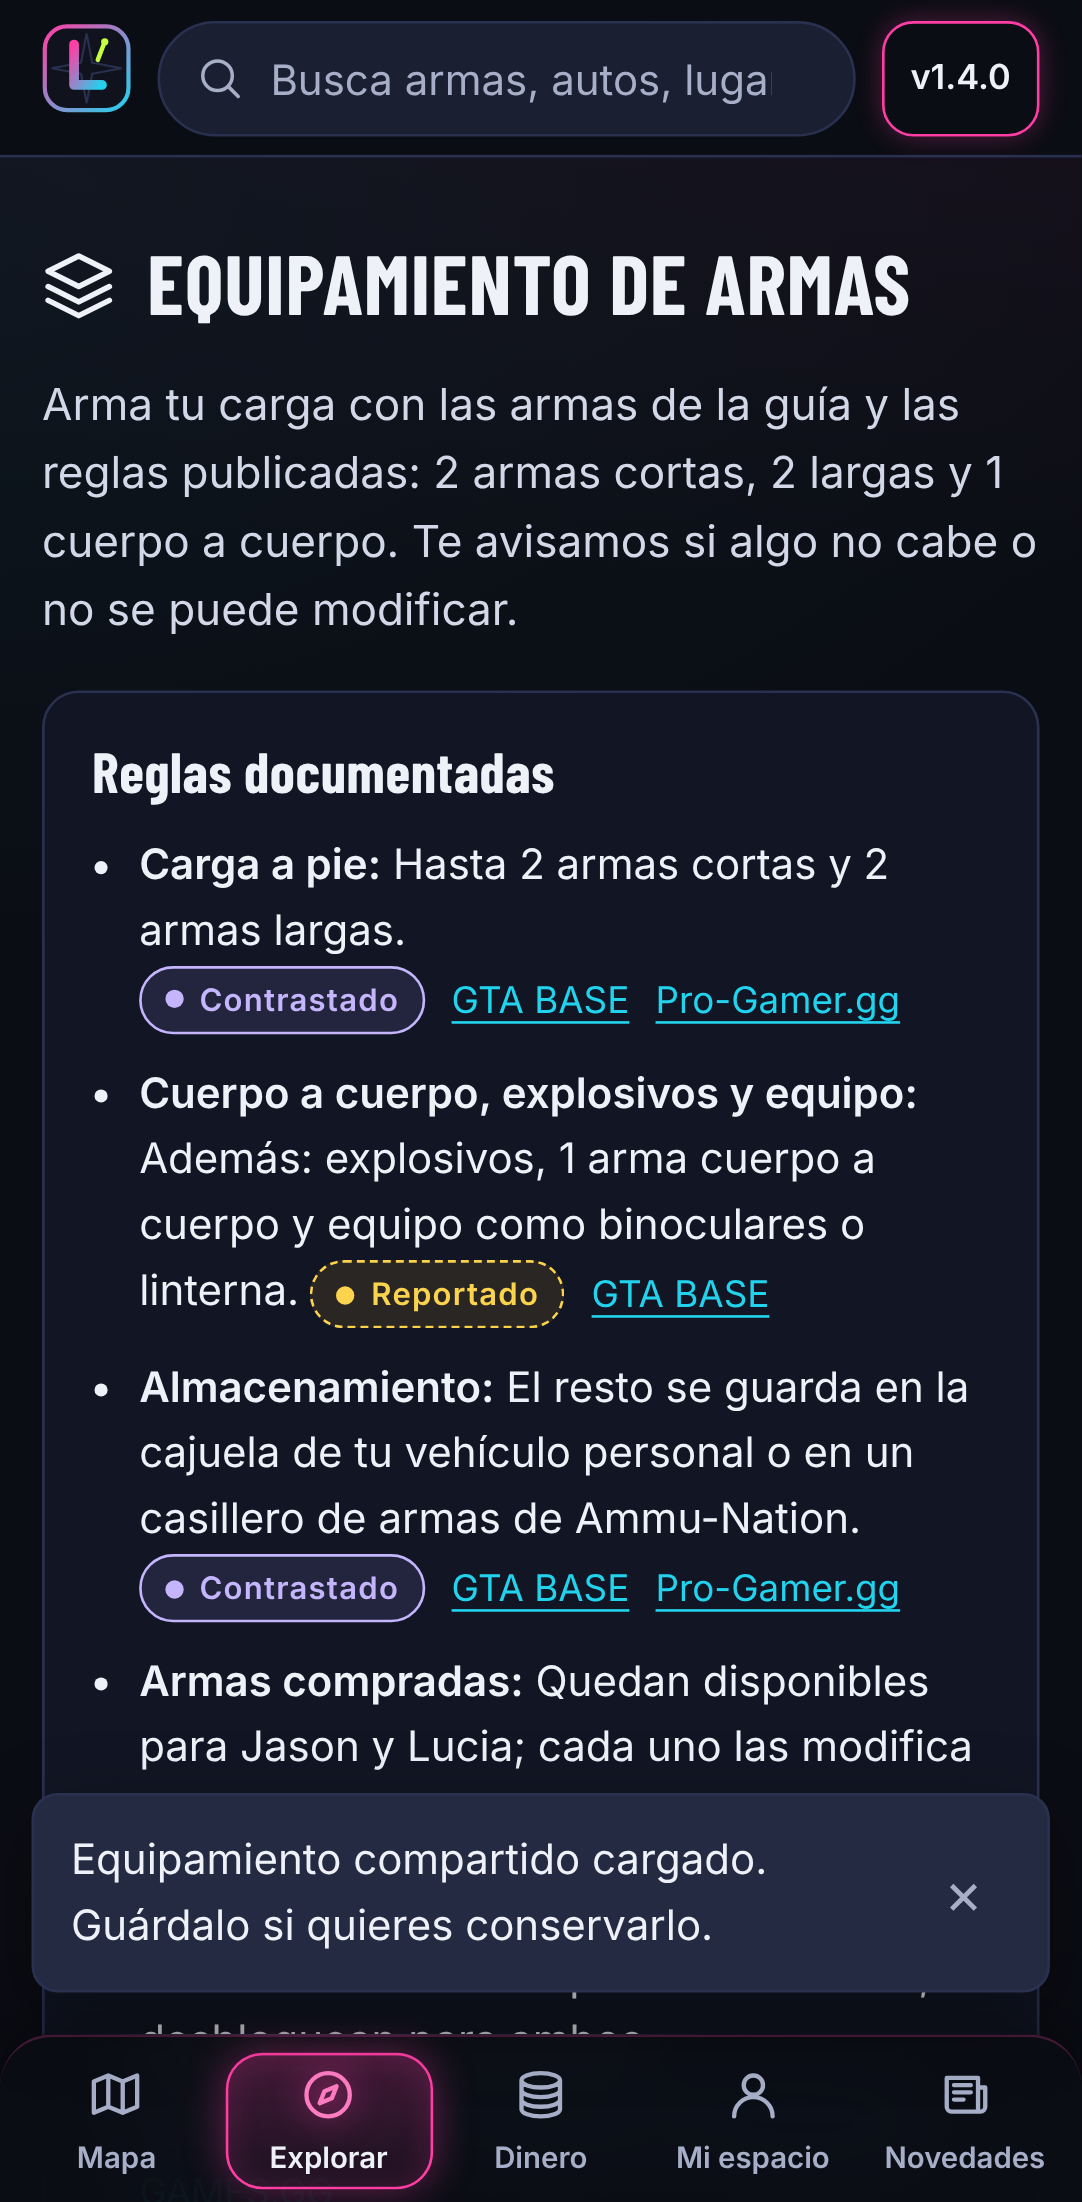 Busca armas, autos, luga
v1.4.0
EQUIPAMIENTO DE ARMAS
Arma tu carga con las armas de la guía y las
reglas publicadas: 2 armas cortas, 2 largas y 1
cuerpo a cuerpo. Te avisamos si algo no cabe o
no se puede modificar.
Reglas documentadas
• Carga a pie: Hasta 2 armas cortas y 2
armas largas.
Contrastado GTA BASE Pro-Gamer.gg
• Cuerpo a cuerpo, explosivos y equipo:
Además: explosivos, 1 arma cuerpo a
cuerpo y equipo como binoculares o
linterna. Reportado GTA BASE
• Almacenamiento: El resto se guarda en la
cajuela de tu vehículo personal o en un
casillero de armas de Ammu-Nation.
Contrastado GTA BASE Pro-Gamer.gg
• Armas compradas: Quedan disponibles
para Jason y Lucia; cada uno las modifica
Equipamiento compartido cargado.
Guárdalo si quieres conservarlo.
Mapa
Explorar
Dinero
Mi espacio
Novedades